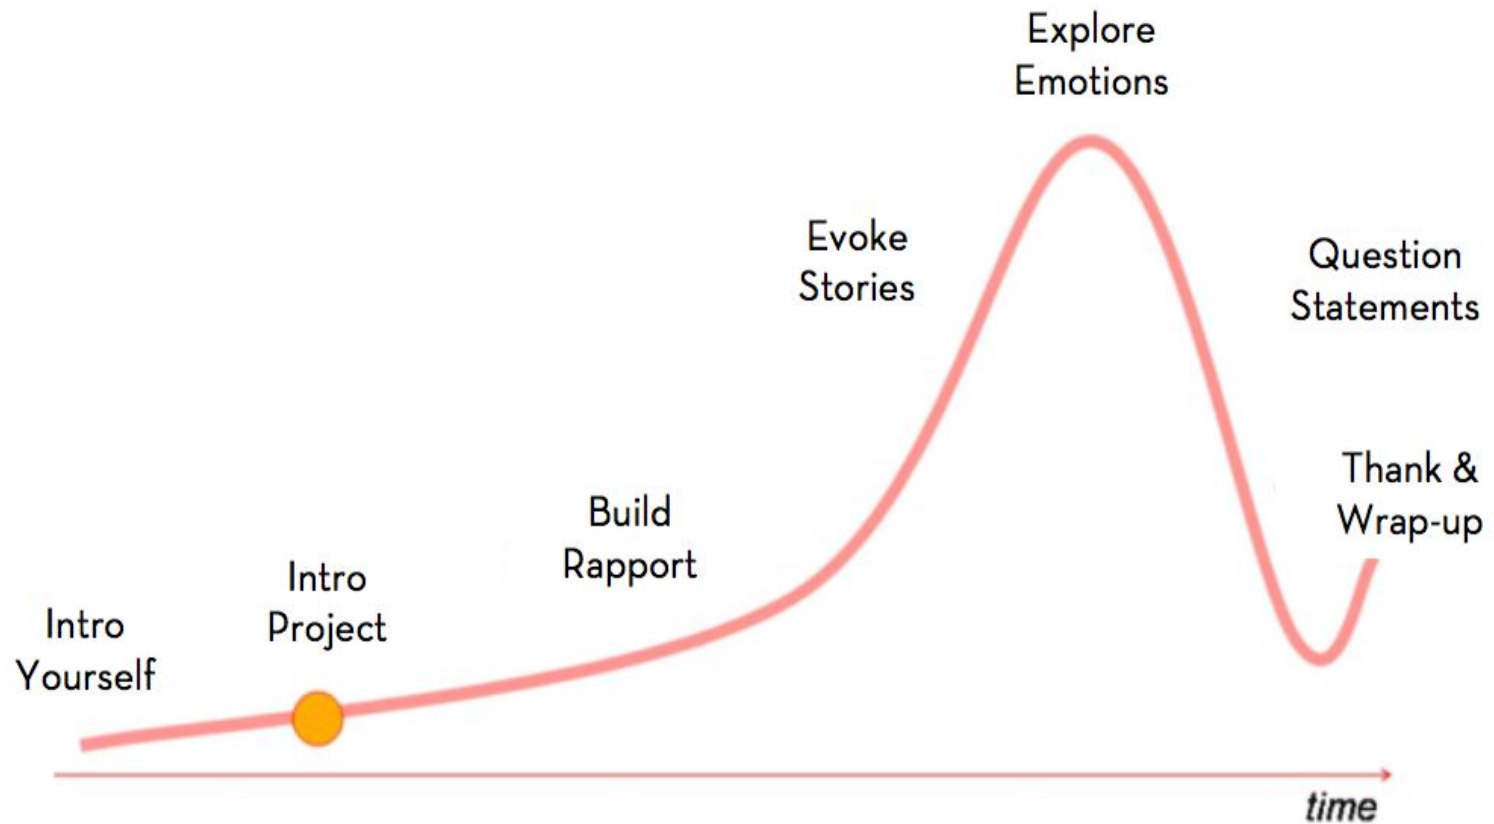 Intro
Yourself
Intro
Project
Build
Rapport
Evoke
Stories
Explore
Emotions
Question
Statements
Thank &
Wrap-up
time